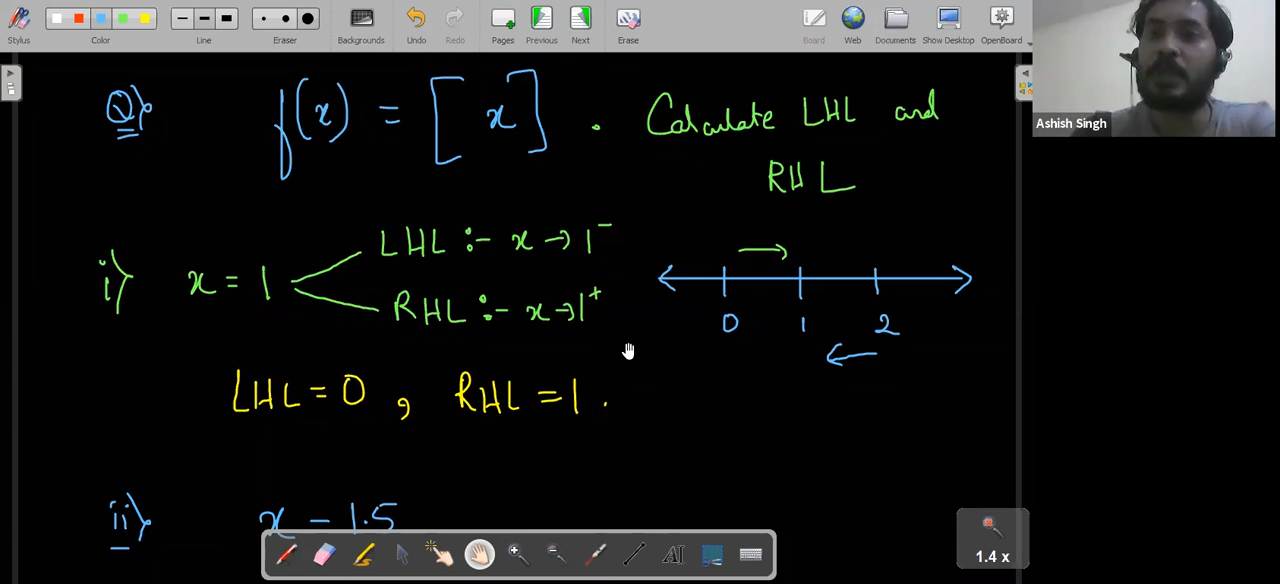 Stylus Color Line Eraser Backgrounds Undo Redo Pages Previous Next Erase Board Web Documents Show Desktop OpenBoard
Ashish Singh
Q> f(x) = [x] . Calculate LHL and
RHL
i> x = 1
LHL :- x → 1⁻
RHL :- x → 1⁺
0 1 2
LHL = 0 , RHL = 1 .
ii> x = 1.5
AI
1.4 x